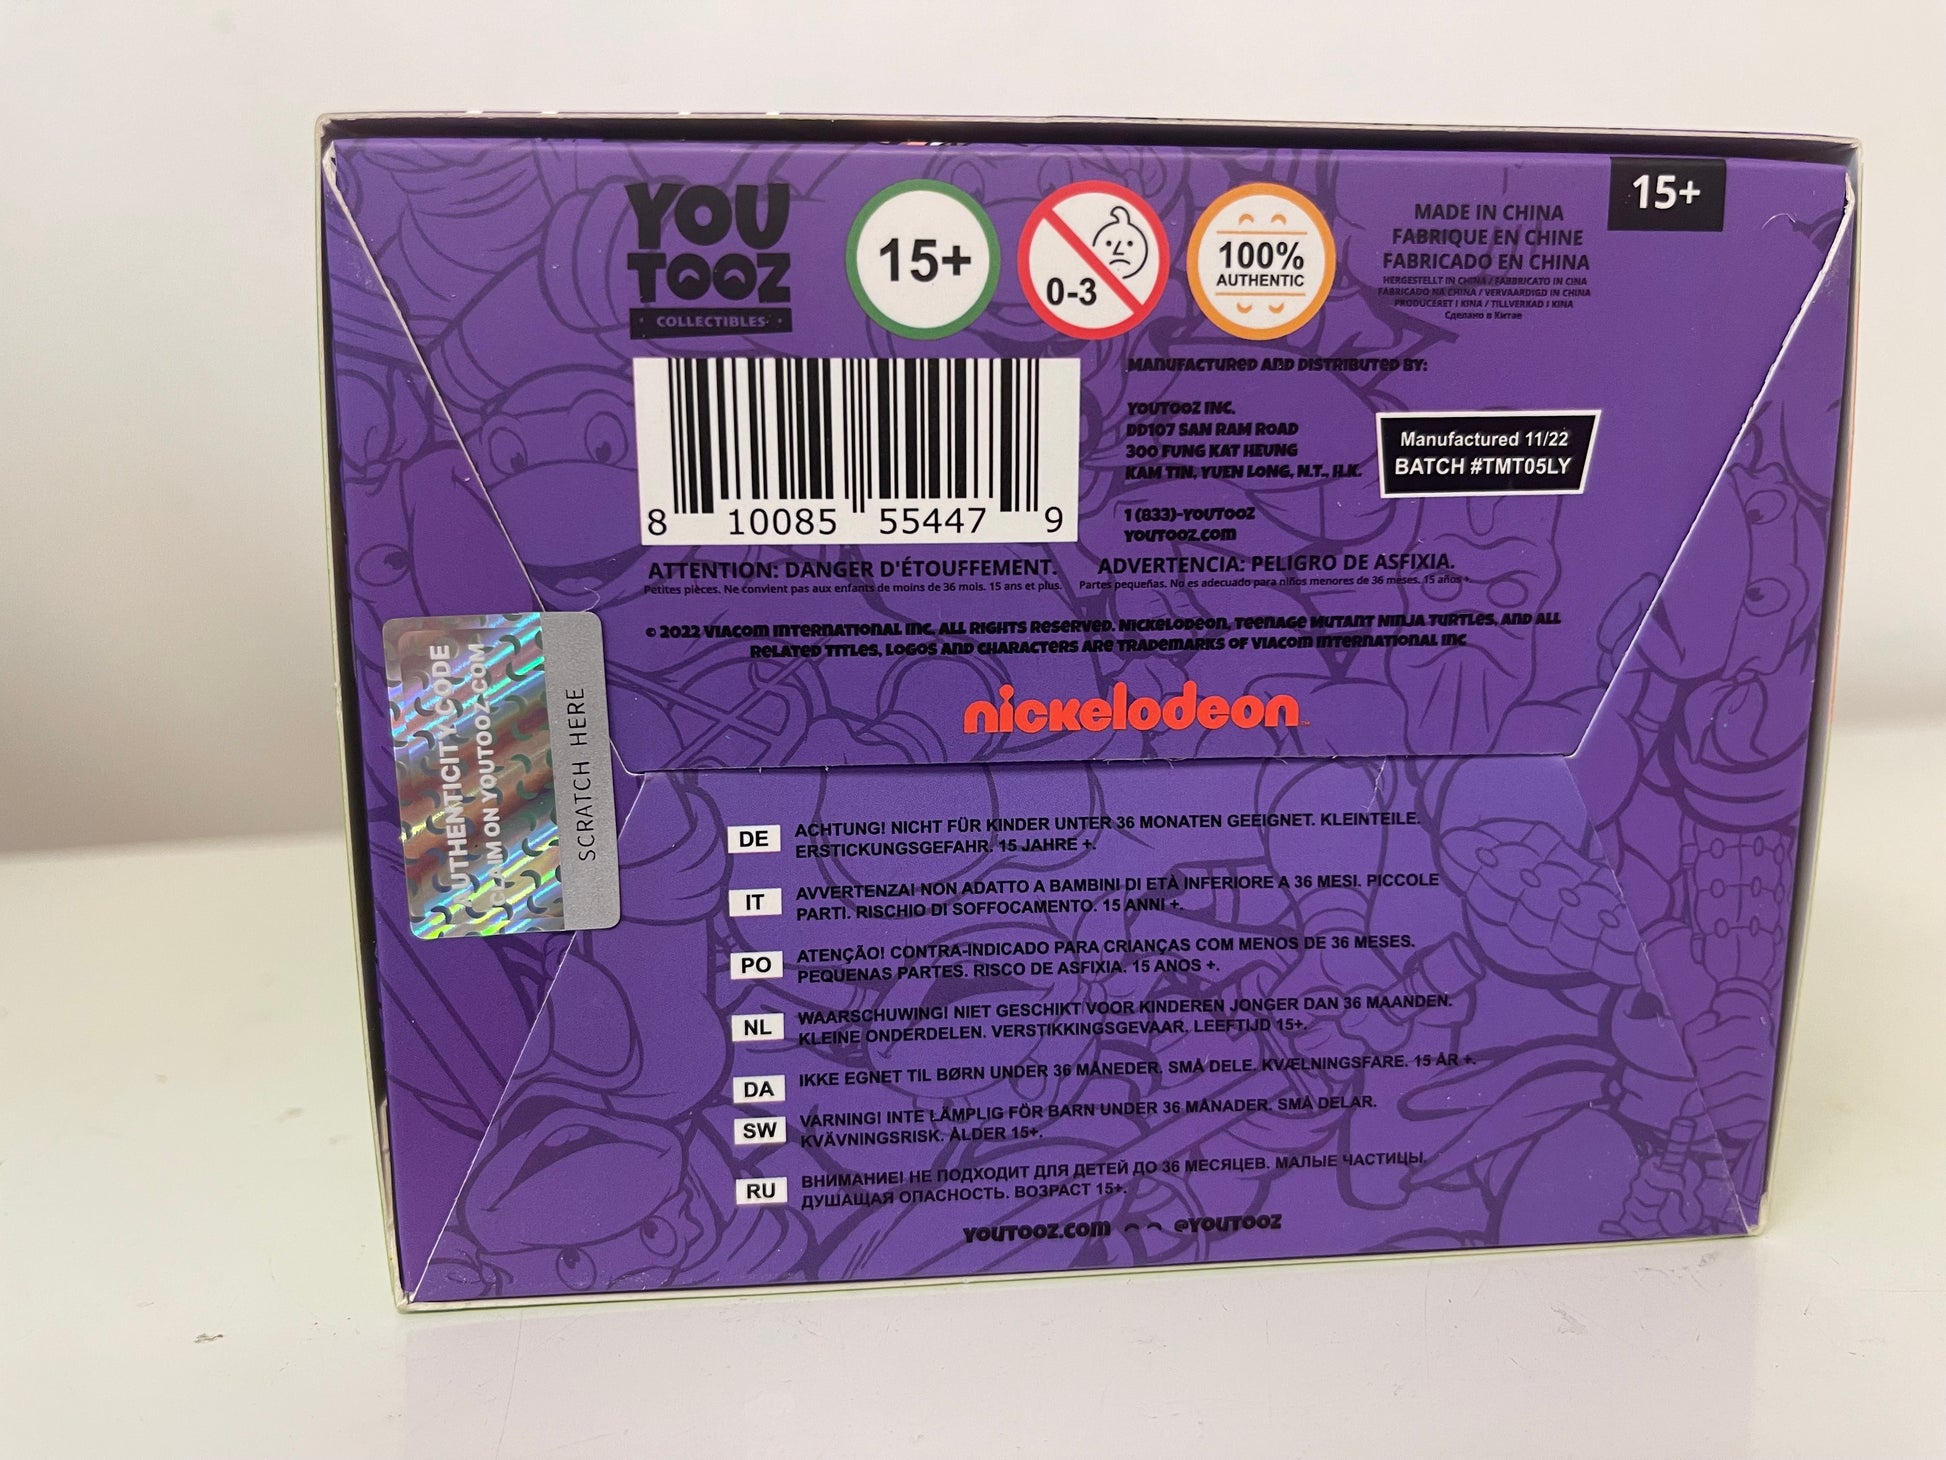 YOU
TOOZ
COLLECTIBLES
15+
0-3
100%
AUTHENTIC
MADE IN CHINA
FABRIQUE EN CHINE
FABRICADO EN CHINA
HERGESTELLT IN CHINA / FABBRICATO IN CINA
FABRICADO NA CHINA / VERVAARDIGD IN CHINA
PRODUCERET I KINA / TILLVERKAD I KINA
Сделано в Китае
15+
8 10085 55447 9
MANUFACTURED AND DISTRIBUTED BY:
YOUTOOZ INC.
DD107 SAN RAM ROAD
300 FUNG KAT HEUNG
KAM TIN, YUEN LONG, N.T., H.K.
1 (833)-YOUTOOZ
YOUTOOZ.COM
Manufactured 11/22
BATCH #TMT05LY
ATTENTION: DANGER D'ÉTOUFFEMENT.
Petites pièces. Ne convient pas aux enfants de moins de 36 mois. 15 ans et plus.
ADVERTENCIA: PELIGRO DE ASFIXIA.
Partes pequeñas. No es adecuado para niños menores de 36 meses. 15 años +.
© 2022 VIACOM INTERNATIONAL INC. ALL RIGHTS RESERVED. NICKELODEON, TEENAGE MUTANT NINJA TURTLES, AND ALL
RELATED TITLES, LOGOS AND CHARACTERS ARE TRADEMARKS OF VIACOM INTERNATIONAL INC
nickelodeon
AUTHENTICITY CODE
CLAIM ON YOUTOOZ.COM
SCRATCH HERE
DE ACHTUNG! NICHT FÜR KINDER UNTER 36 MONATEN GEEIGNET. KLEINTEILE.
ERSTICKUNGSGEFAHR. 15 JAHRE +.
IT AVVERTENZA! NON ADATTO A BAMBINI DI ETÀ INFERIORE A 36 MESI. PICCOLE
PARTI. RISCHIO DI SOFFOCAMENTO. 15 ANNI +.
PO ATENÇÃO! CONTRA-INDICADO PARA CRIANÇAS COM MENOS DE 36 MESES.
PEQUENAS PARTES. RISCO DE ASFIXIA. 15 ANOS +.
NL WAARSCHUWING! NIET GESCHIKT VOOR KINDEREN JONGER DAN 36 MAANDEN.
KLEINE ONDERDELEN. VERSTIKKINGSGEVAAR. LEEFTIJD 15+.
DA IKKE EGNET TIL BØRN UNDER 36 MÅNEDER. SMÅ DELE. KVÆLNINGSFARE. 15 ÅR +.
SW VARNING! INTE LÄMPLIG FÖR BARN UNDER 36 MÅNADER. SMÅ DELAR.
KVÄVNINGSRISK. ÅLDER 15+.
RU ВНИМАНИЕ! НЕ ПОДХОДИТ ДЛЯ ДЕТЕЙ ДО 36 МЕСЯЦЕВ. МАЛЫЕ ЧАСТИЦЫ.
ДУШАЩАЯ ОПАСНОСТЬ. ВОЗРАСТ 15+.
YOUTOOZ.COM @YOUTOOZ